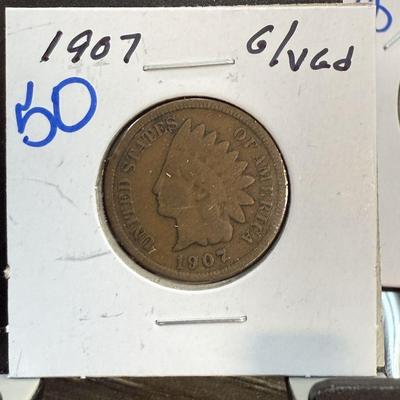 1907 G/VGd
50
UNITED STATES OF AMERICA
1907